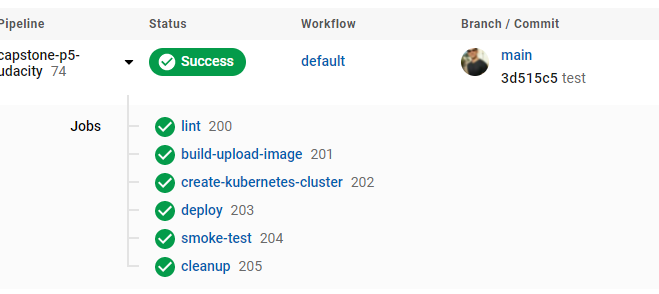 Pipeline Status Workflow Branch / Commit
capstone-p5-
udacity 74
Success
default
main
3d515c5 test
Jobs
lint 200
build-upload-image 201
create-kubernetes-cluster 202
deploy 203
smoke-test 204
cleanup 205